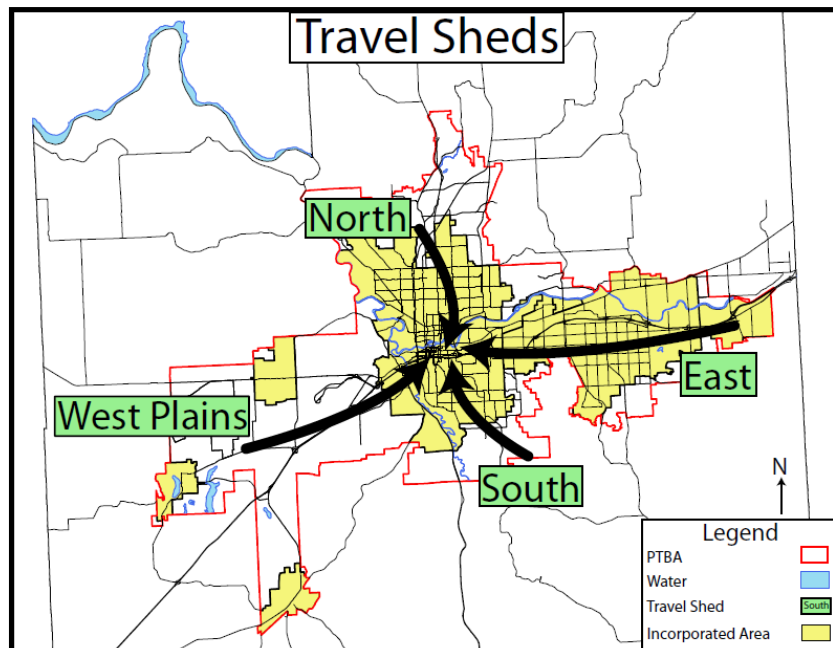 Travel Sheds
North
East
West Plains
South
N
Legend
PTBA
Water
Travel Shed
South
Incorporated Area